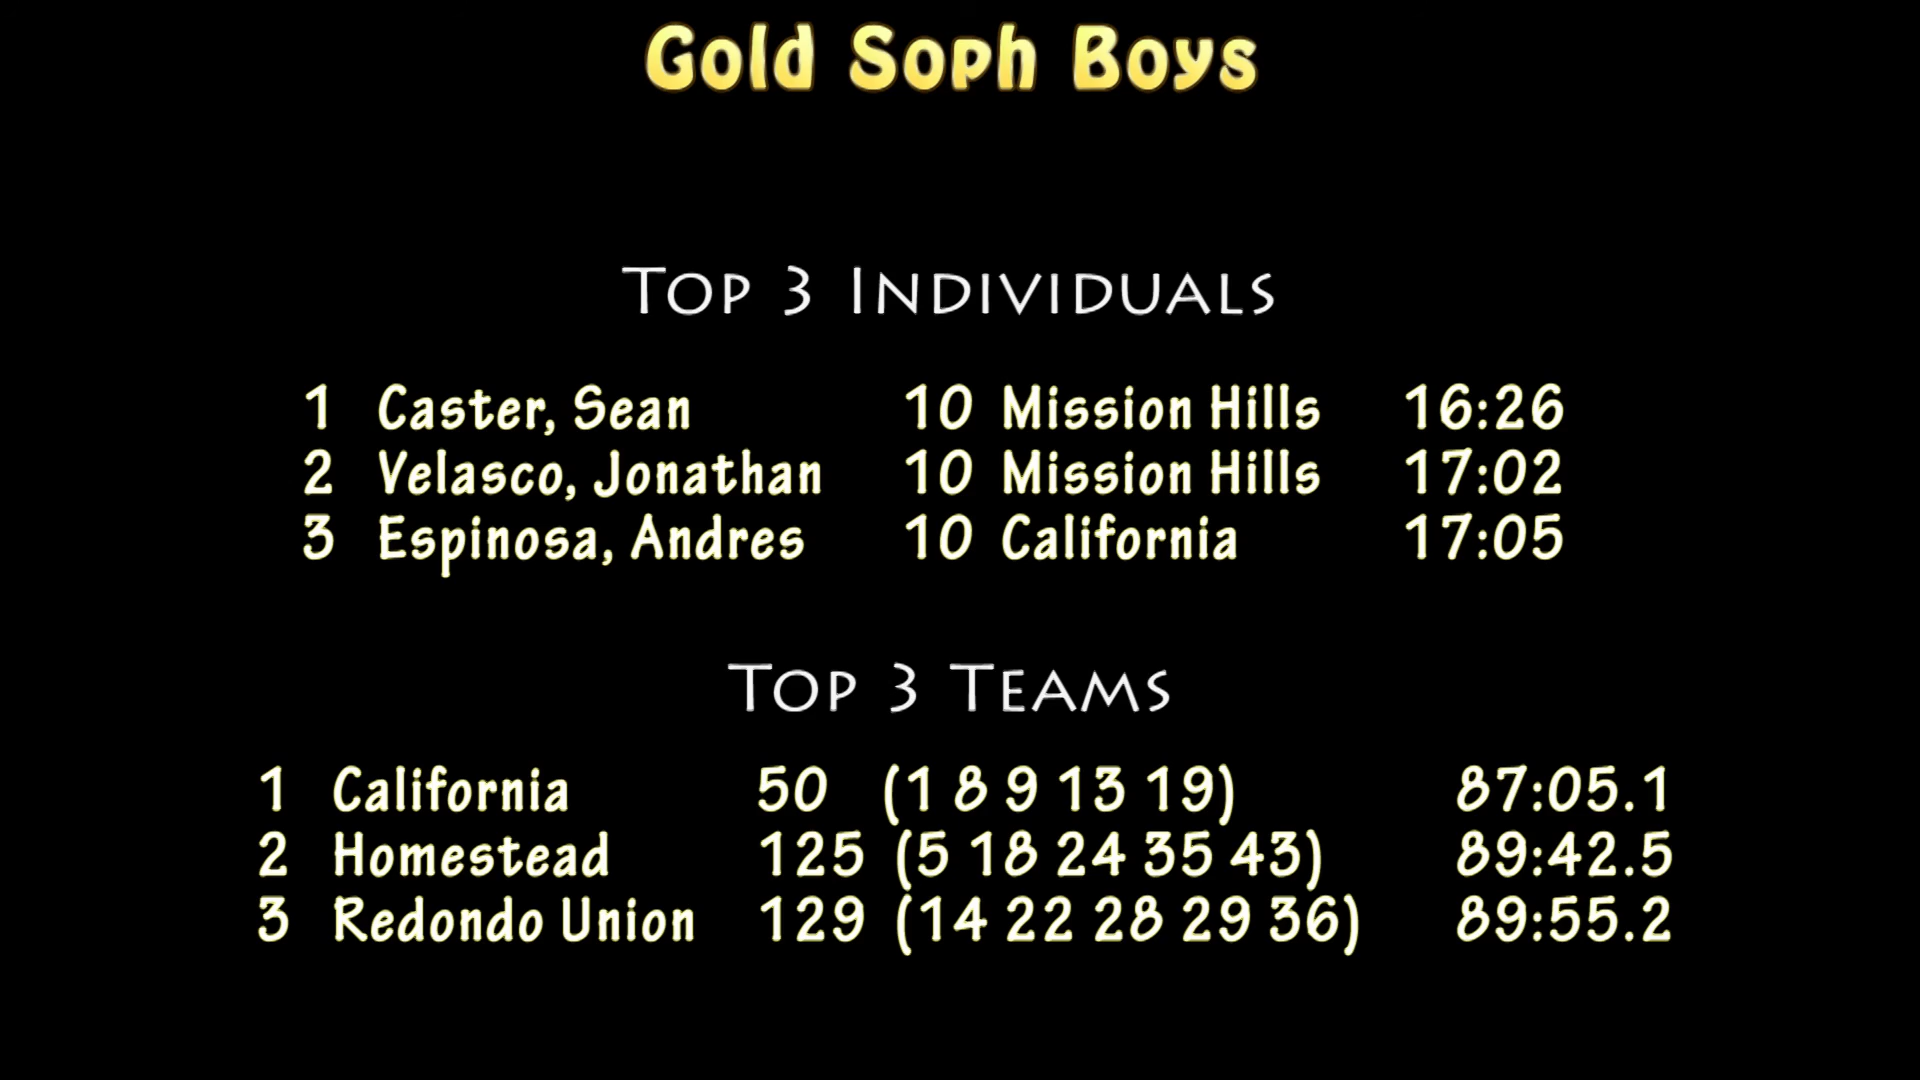 Gold Soph Boys
Top 3 Individuals
1 Caster, Sean 10 Mission Hills 16:26
2 Velasco, Jonathan 10 Mission Hills 17:02
3 Espinosa, Andres 10 California 17:05
Top 3 Teams
1 California 50 (1 8 9 13 19) 87:05.1
2 Homestead 125 (5 18 24 35 43) 89:42.5
3 Redondo Union 129 (14 22 28 29 36) 89:55.2